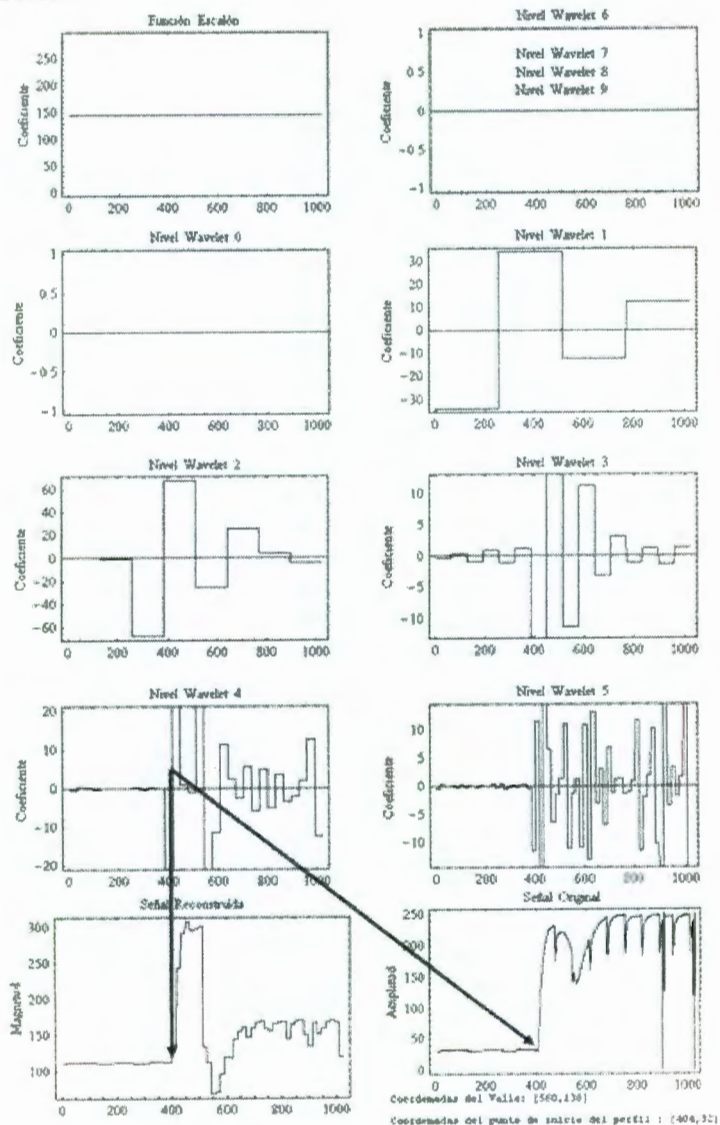 Función Escalón
Coeficiente
250
200
150
100
50
0
0 200 400 600 800 1000
Nivel Wavelet 6
Nivel Wavelet 7
Nivel Wavelet 8
Nivel Wavelet 9
Coeficiente
1
0.5
0
-0.5
-1
0 200 400 600 800 1000
Nivel Wavelet 0
Coeficiente
1
0.5
0
-0.5
-1
0 200 400 600 800 1000
Nivel Wavelet 1
Coeficiente
30
20
10
0
-10
-20
-30
0 200 400 600 800 1000
Nivel Wavelet 2
Coeficiente
60
40
20
0
-20
-40
-60
0 200 400 600 800 1000
Nivel Wavelet 3
Coeficiente
10
5
0
-5
-10
0 200 400 600 800 1000
Nivel Wavelet 4
Coeficiente
20
10
0
-10
-20
0 200 400 600 800 1000
Nivel Wavelet 5
Coeficiente
10
5
0
-5
-10
0 200 400 600 800 1000
Señal Reconstruida
Magnitud
300
250
200
150
100
0 200 400 600 800 1000
Señal Original
Amplitud
250
200
150
100
50
0
0 200 400 600 800 1000
Coordenadas del Valle: [560,136]
Coordenadas del punto de inicio del perfil : [404,32]